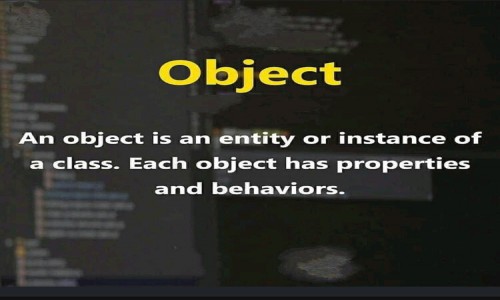 Object
An object is an entity or instance of
a class. Each object has properties
and behaviors.